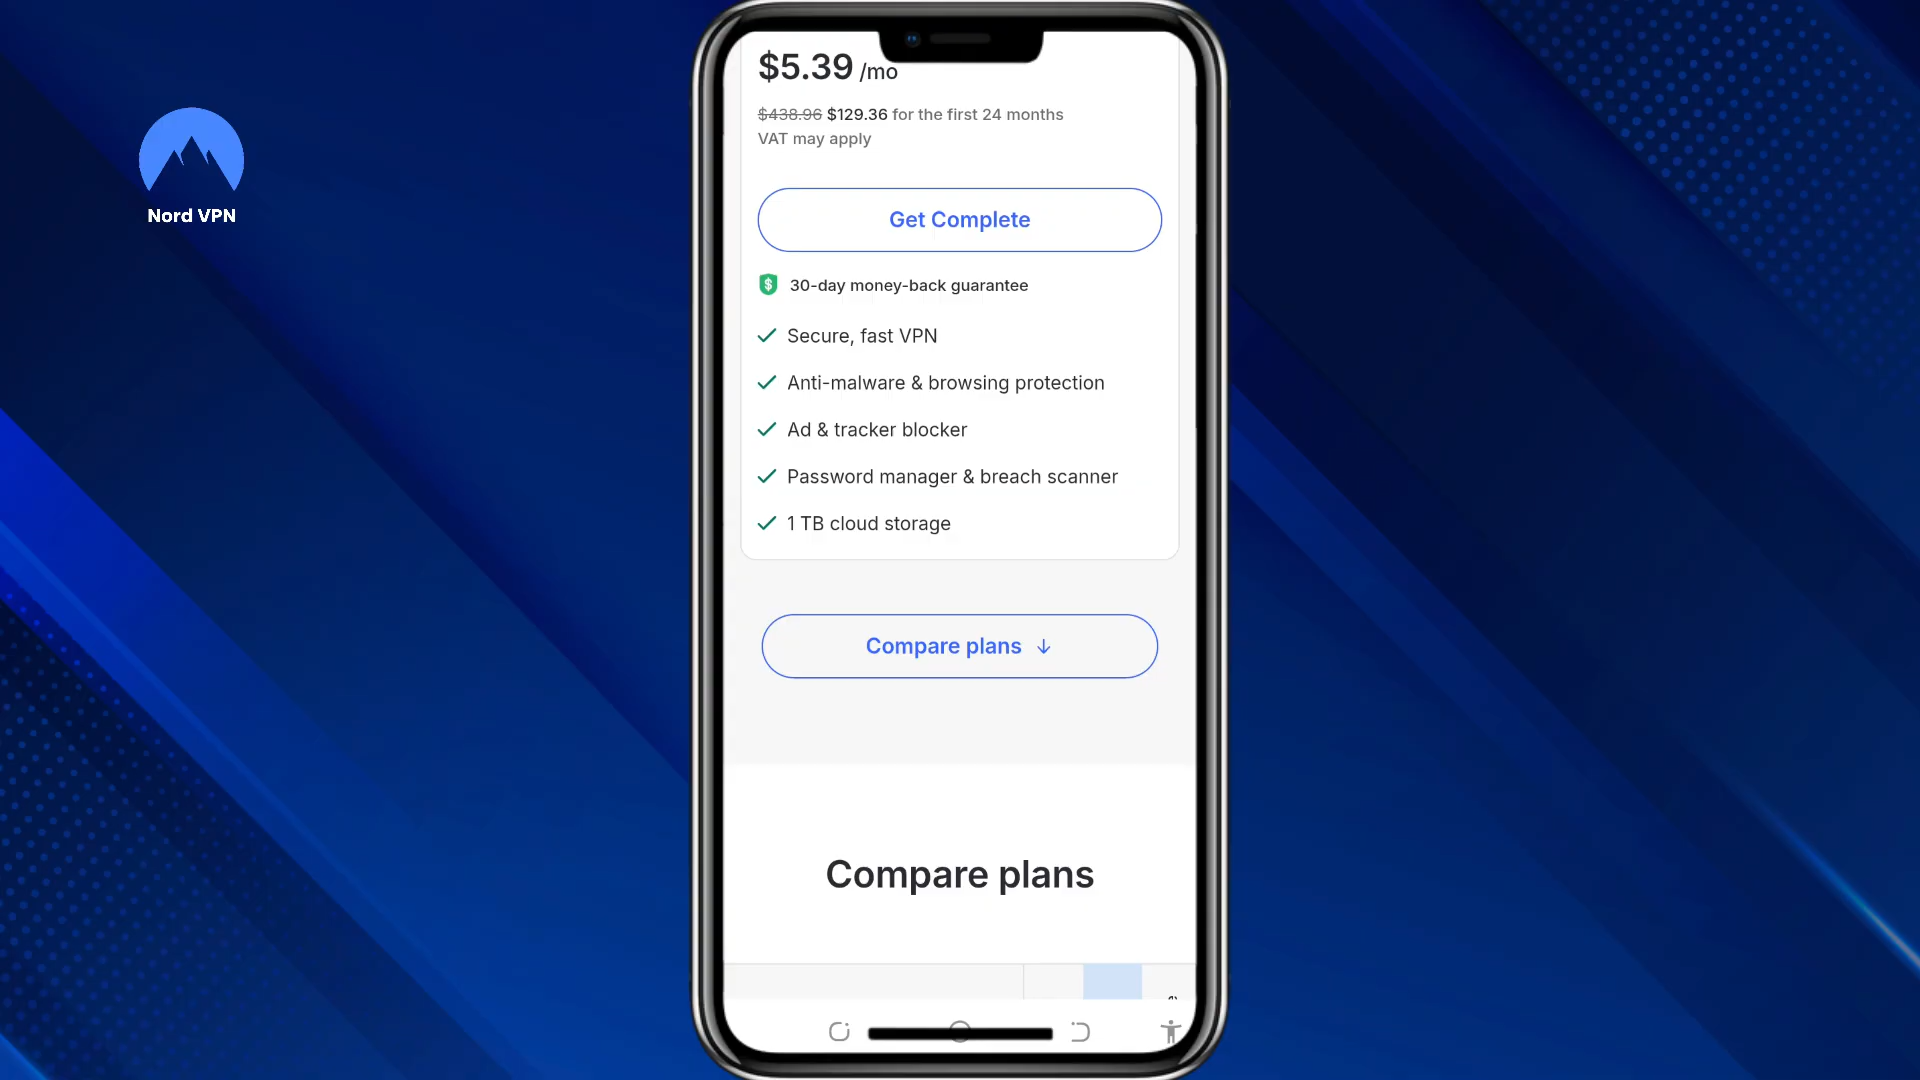 Nord VPN
$5.39 /mo
$438.96 $129.36 for the first 24 months
VAT may apply
Get Complete
30-day money-back guarantee
Secure, fast VPN
Anti-malware & browsing protection
Ad & tracker blocker
Password manager & breach scanner
1 TB cloud storage
Compare plans ↓
Compare plans